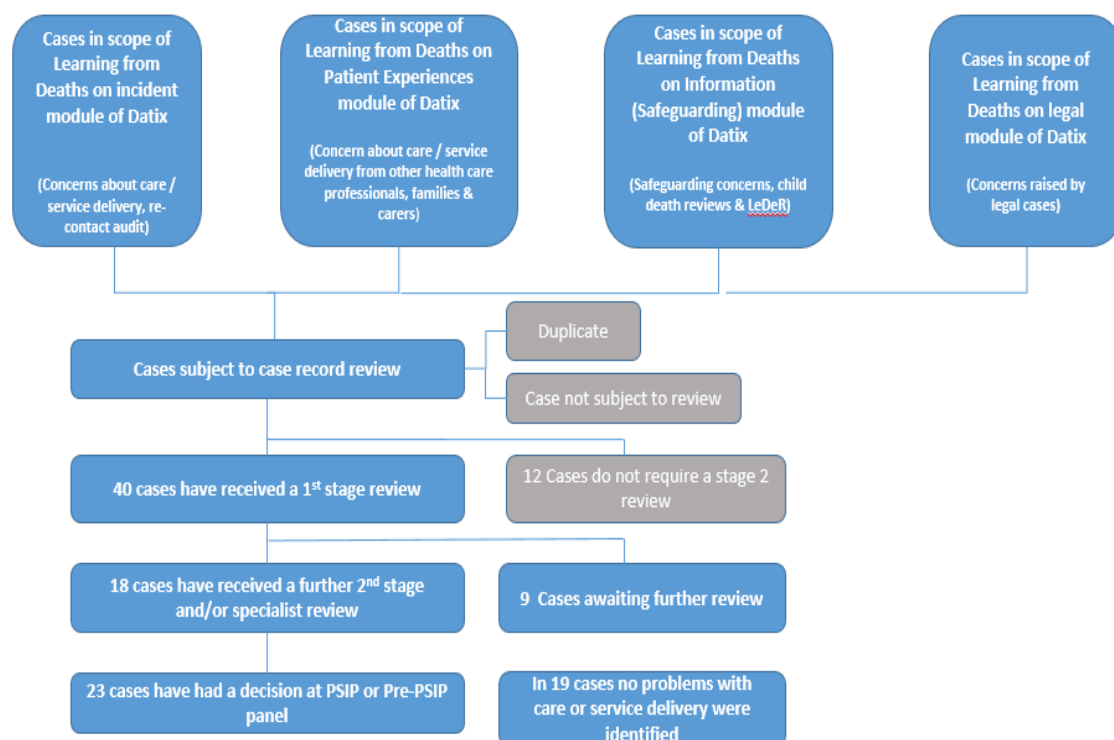 Cases in scope of
Learning from
Deaths on incident
module of Datix
(Concerns about care /
service delivery, re-
contact audit)
Cases in scope of
Learning from Deaths on
Patient Experiences
module of Datix
(Concern about care / service
delivery from other health care
professionals, families &
carers)
Cases in scope of
Learning from Deaths
on Information
(Safeguarding) module
of Datix
(Safeguarding concerns, child
death reviews & LeDeR)
Cases in scope of
Learning from
Deaths on legal
module of Datix
(Concerns raised by
legal cases)
Duplicate
Cases subject to case record review
Case not subject to review
40 cases have received a 1st stage review
12 Cases do not require a stage 2
review
18 cases have received a further 2nd stage
and/or specialist review
9 Cases awaiting further review
23 cases have had a decision at PSIP or Pre-PSIP
panel
In 19 cases no problems with
care or service delivery were
identified